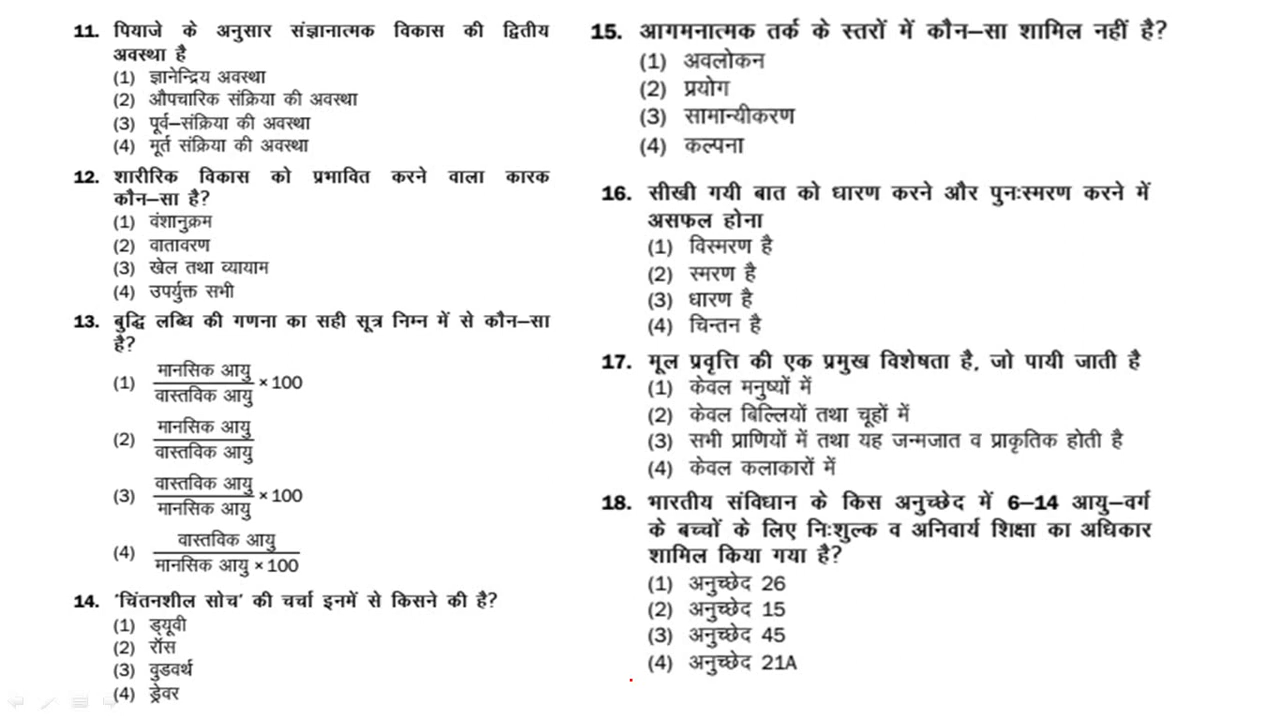 11. पियाजे के अनुसार संज्ञानात्मक विकास की द्वितीय
अवस्था है
(1) ज्ञानेन्द्रिय अवस्था
(2) औपचारिक संक्रिया की अवस्था
(3) पूर्व–संक्रिया की अवस्था
(4) मूर्त संक्रिया की अवस्था
12. शारीरिक विकास को प्रभावित करने वाला कारक
कौन–सा है?
(1) वंशानुक्रम
(2) वातावरण
(3) खेल तथा व्यायाम
(4) उपर्युक्त सभी
13. बुद्धि लब्धि की गणना का सही सूत्र निम्न में से कौन–सा
है?
(1) मानसिक आयु
वास्तविक आयु × 100
(2) मानसिक आयु
वास्तविक आयु
(3) वास्तविक आयु
मानसिक आयु × 100
(4) वास्तविक आयु
मानसिक आयु × 100
14. 'चिंतनशील सोच' की चर्चा इनमें से किसने की है?
(1) ड्यूवी
(2) रॉस
(3) वुडवर्थ
(4) ड्रेवर
15. आगमनात्मक तर्क के स्तरों में कौन–सा शामिल नहीं है?
(1) अवलोकन
(2) प्रयोग
(3) सामान्यीकरण
(4) कल्पना
16. सीखी गयी बात को धारण करने और पुनःस्मरण करने में
असफल होना
(1) विस्मरण है
(2) स्मरण है
(3) धारण है
(4) चिन्तन है
17. मूल प्रवृत्ति की एक प्रमुख विशेषता है, जो पायी जाती है
(1) केवल मनुष्यों में
(2) केवल बिल्लियों तथा चूहों में
(3) सभी प्राणियों में तथा यह जन्मजात व प्राकृतिक होती है
(4) केवल कलाकारों में
18. भारतीय संविधान के किस अनुच्छेद में 6–14 आयु–वर्ग
के बच्चों के लिए निःशुल्क व अनिवार्य शिक्षा का अधिकार
शामिल किया गया है?
(1) अनुच्छेद 26
(2) अनुच्छेद 15
(3) अनुच्छेद 45
(4) अनुच्छेद 21A